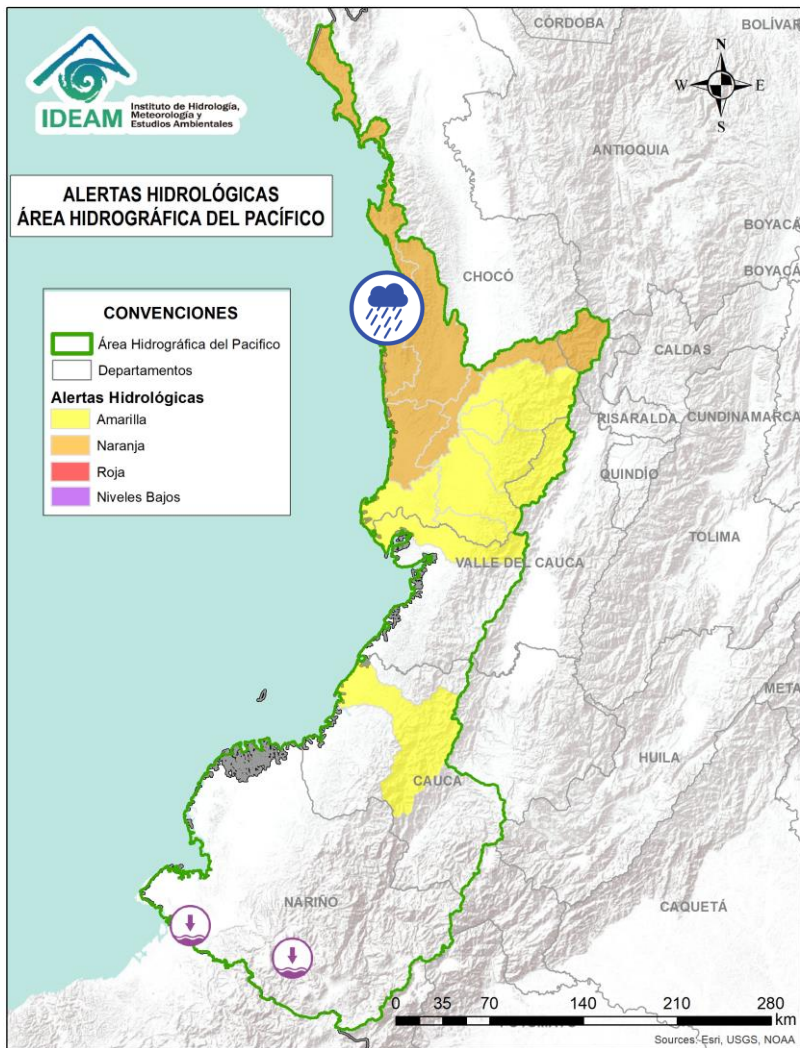 CÓRDOBA
BOLÍVAR
N
W E
S
IDEAM Instituto de Hidrología,
Meteorología y
Estudios Ambientales
ANTIOQUIA
ALERTAS HIDROLÓGICAS
ÁREA HIDROGRÁFICA DEL PACÍFICO
BOYACÁ
BOYACÁ
CHOCÓ
CONVENCIONES
Área Hidrográfica del Pacifico
Departamentos
Alertas Hidrológicas
Amarilla
Naranja
Roja
Niveles Bajos
CALDAS
RISARALDA
CUNDINAMARCA
QUINDÍO
TOLIMA
VALLE DEL CAUCA
META
HUILA
CAUCA
NARIÑO
CAQUETÁ
0 35 70 140 210 280
km
Sources: Esri, USGS, NOAA